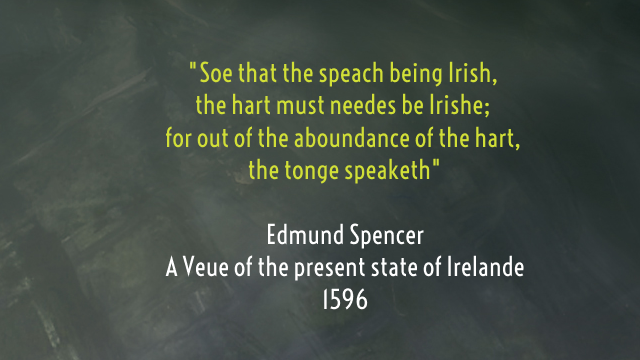 "Soe that the speach being Irish,
the hart must needes be Irishe;
for out of the aboundance of the hart,
the tonge speaketh"
Edmund Spencer
A Veue of the present state of Irelande
1596